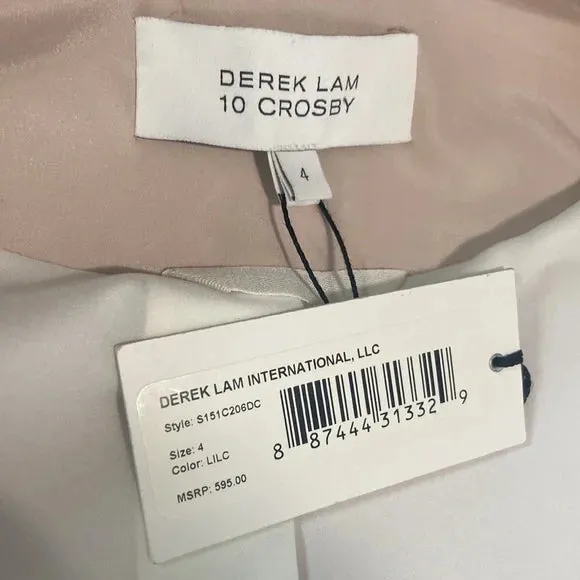 DEREK LAM
10 CROSBY
4
DEREK LAM INTERNATIONAL, LLC
Style: S151C206DC
Size: 4
Color: LILC
MSRP: 595.00
8 87444 31332 9